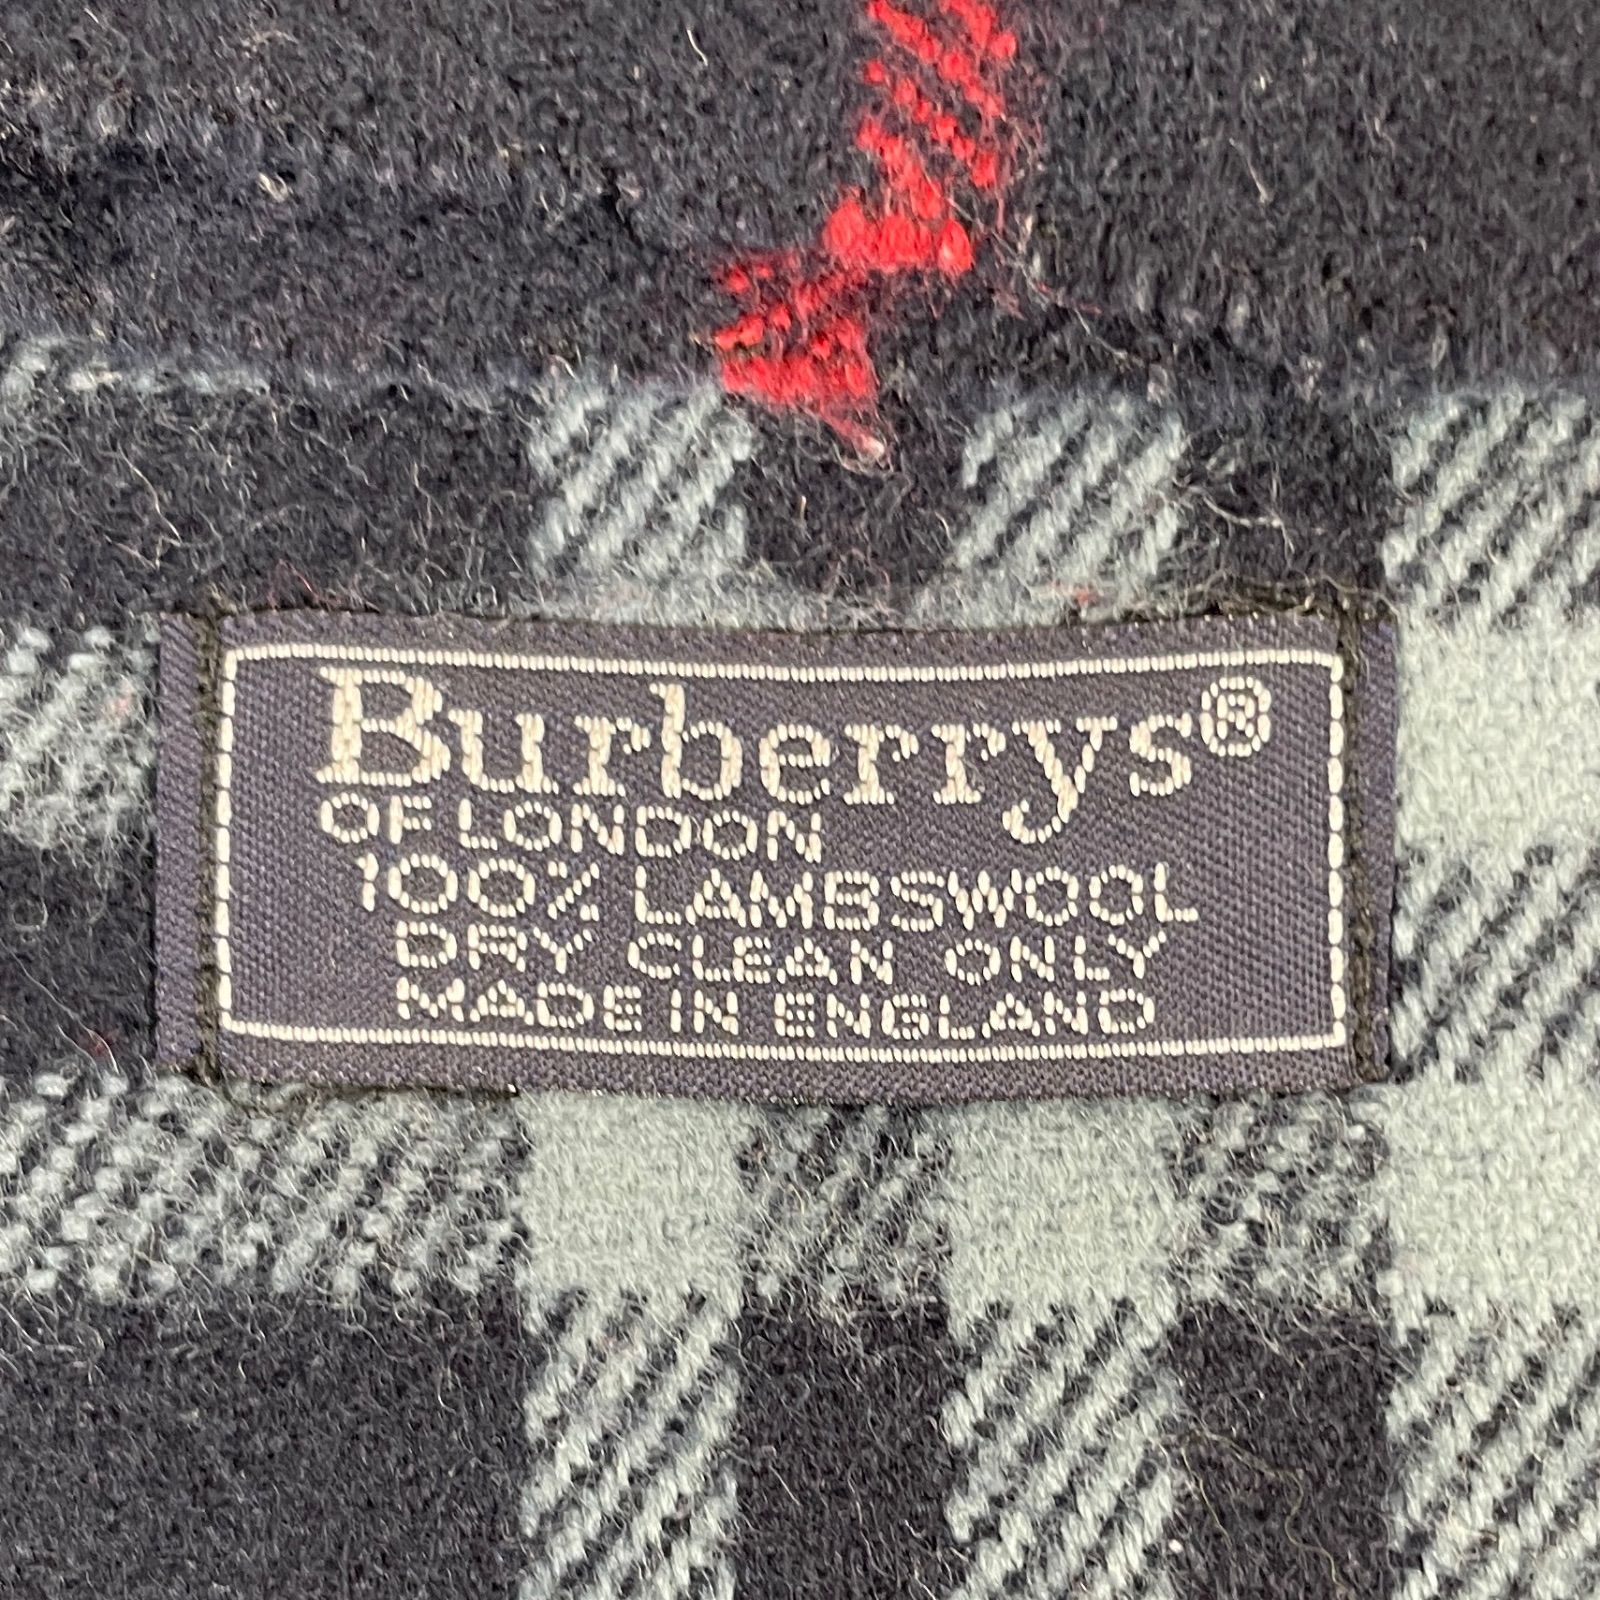 Burberrys®
OF LONDON
100% LAMBSWOOL
DRY CLEAN ONLY
MADE IN ENGLAND